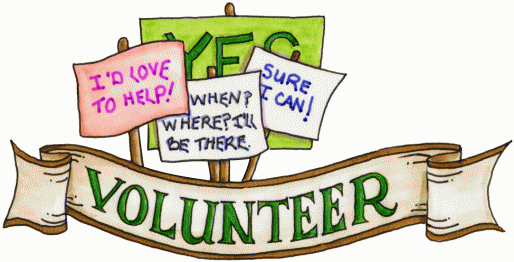 YES
I'D LOVE
TO HELP!
WHEN?
WHERE? I'LL
BE THERE.
SURE
I CAN!
VOLUNTEER